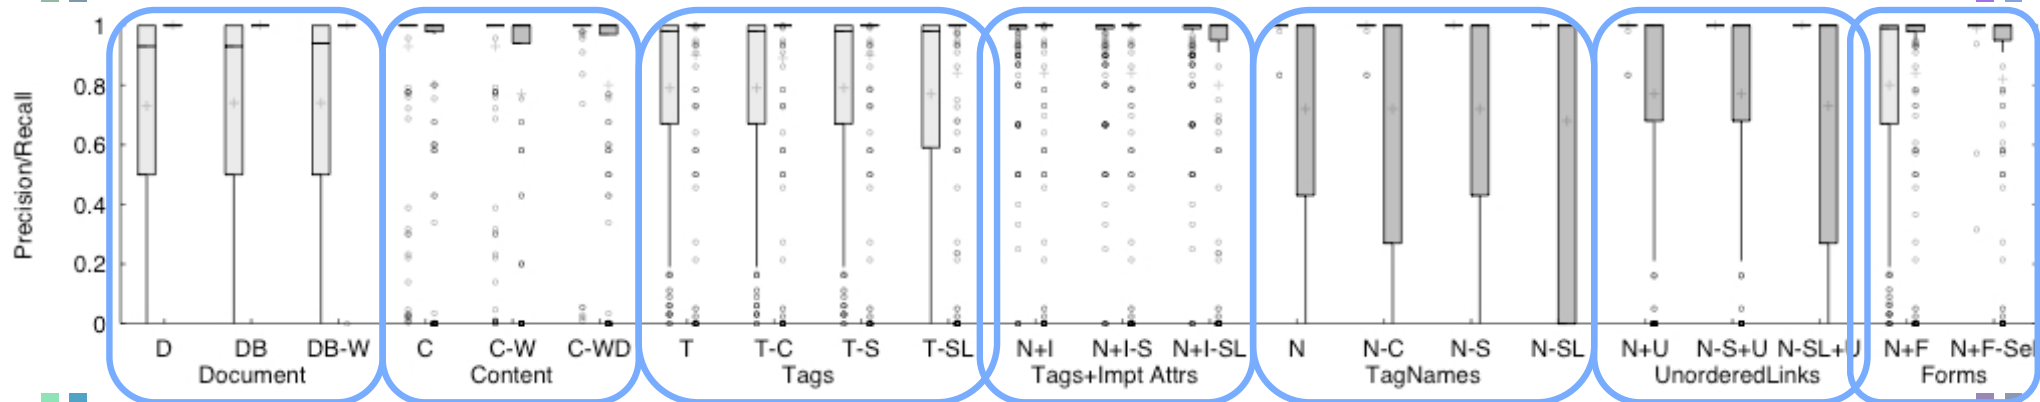 Precision/Recall
1
0.8
0.6
0.4
0.2
0
D DB DB-W C C-W C-WD T T-C T-S T-SL N+I N+I-S N+I-SL N N-C N-S N-SL N+U N-S+U N-SL+U N+F N+F-Sel
Document Content Tags Tags+Impt Attrs TagNames UnorderedLinks Forms